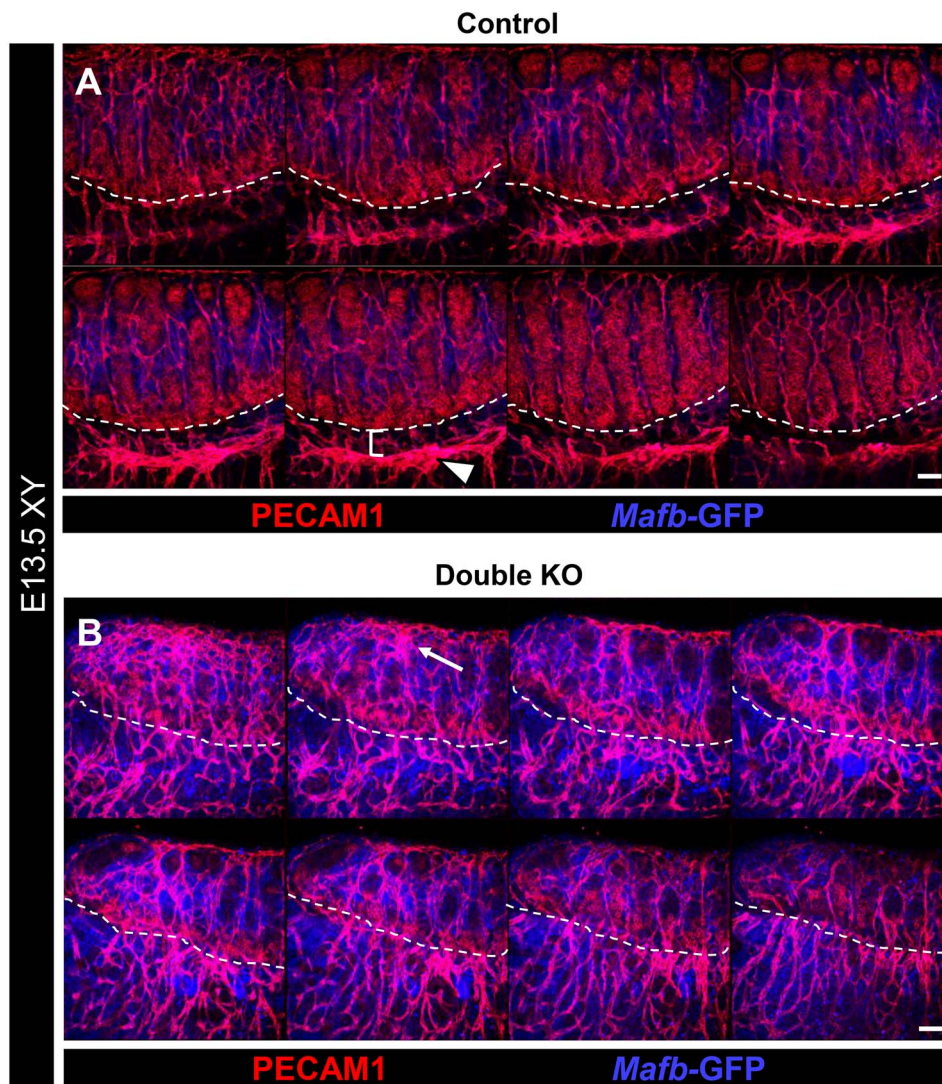 Control
A
E13.5 XY
PECAM1 Mafb-GFP
Double KO
B
PECAM1 Mafb-GFP